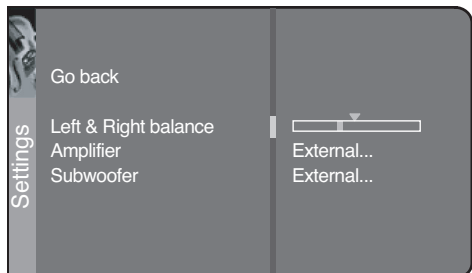 Settings
Go back
Left & Right balance
Amplifier External...
Subwoofer External...